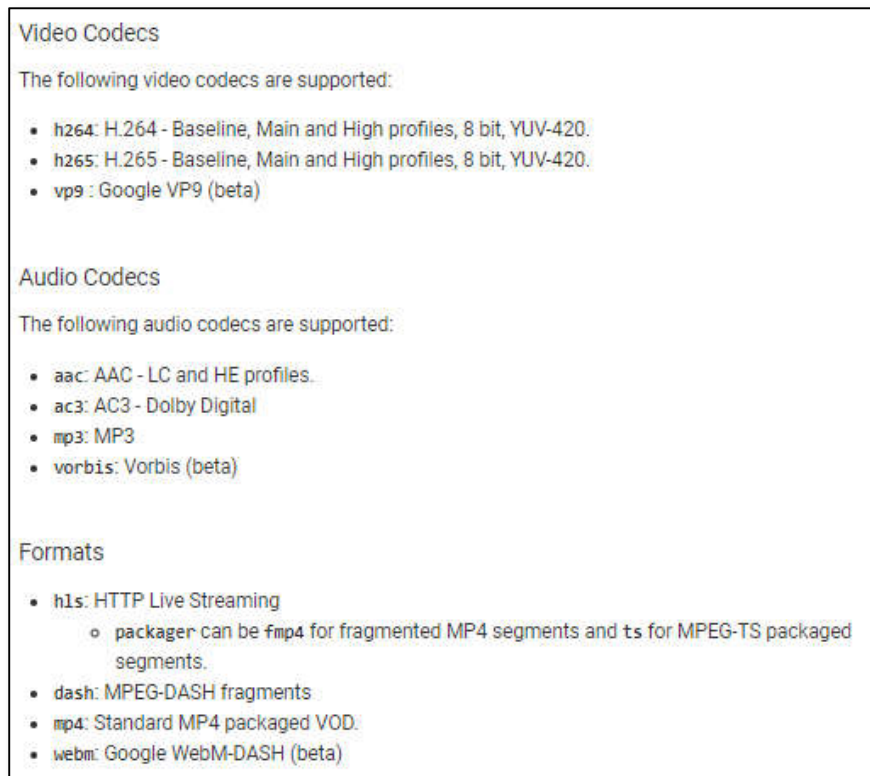 Video Codecs
The following video codecs are supported:
• h264: H.264 - Baseline, Main and High profiles, 8 bit, YUV-420.
• h265: H.265 - Baseline, Main and High profiles, 8 bit, YUV-420.
• vp9 : Google VP9 (beta)
Audio Codecs
The following audio codecs are supported:
• aac: AAC - LC and HE profiles.
• ac3: AC3 - Dolby Digital
• mp3: MP3
• vorbis: Vorbis (beta)
Formats
• hls: HTTP Live Streaming
◦ packager can be fmp4 for fragmented MP4 segments and ts for MPEG-TS packaged
segments.
• dash: MPEG-DASH fragments
• mp4: Standard MP4 packaged VOD.
• webm: Google WebM-DASH (beta)